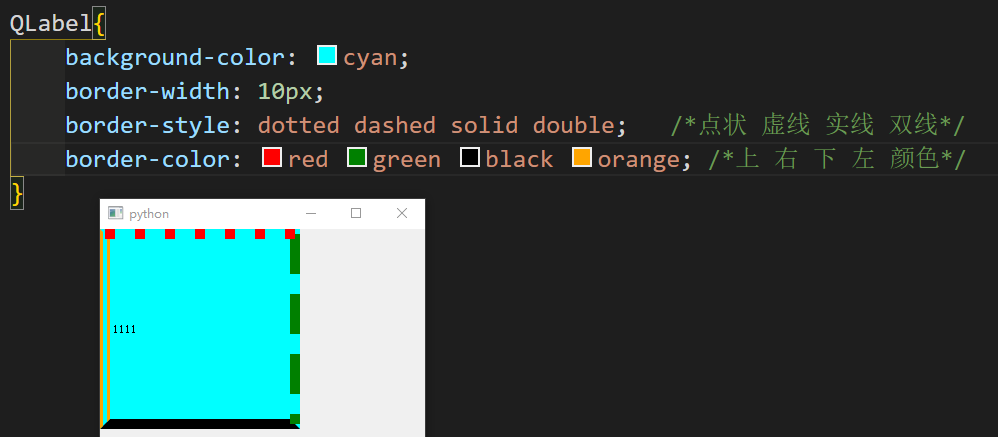 QLabel{
background-color: cyan;
border-width: 10px;
border-style: dotted dashed solid double; /*点状 虚线 实线 双线*/
border-color: red green black orange; /*上 右 下 左 颜色*/
}
python
1111